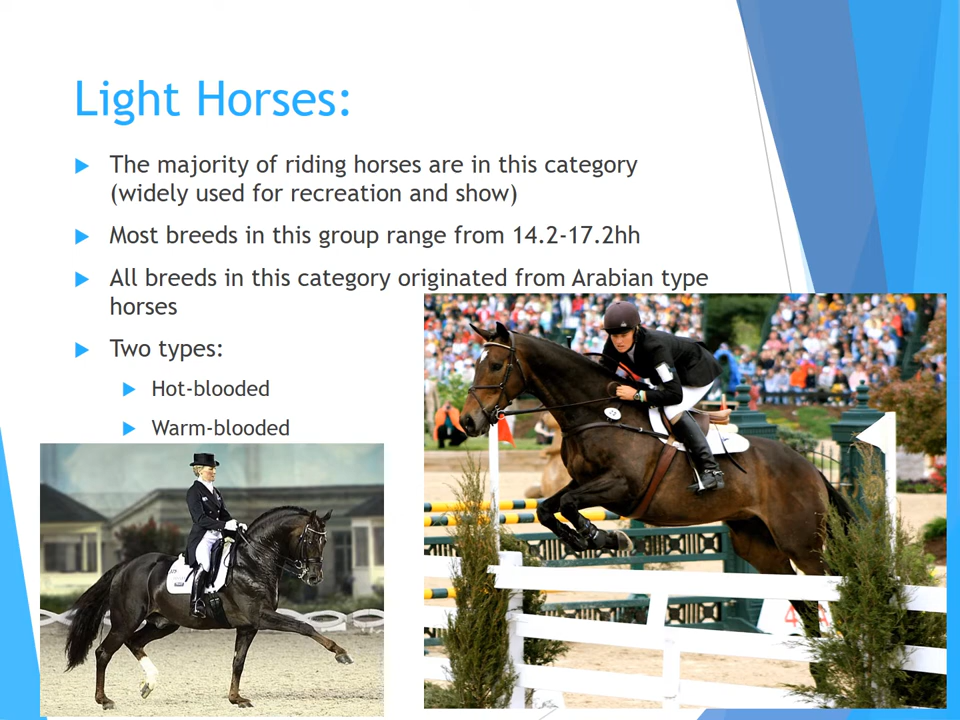 Light Horses:
The majority of riding horses are in this category
(widely used for recreation and show)
Most breeds in this group range from 14.2-17.2hh
All breeds in this category originated from Arabian type
horses
Two types:
Hot-blooded
Warm-blooded